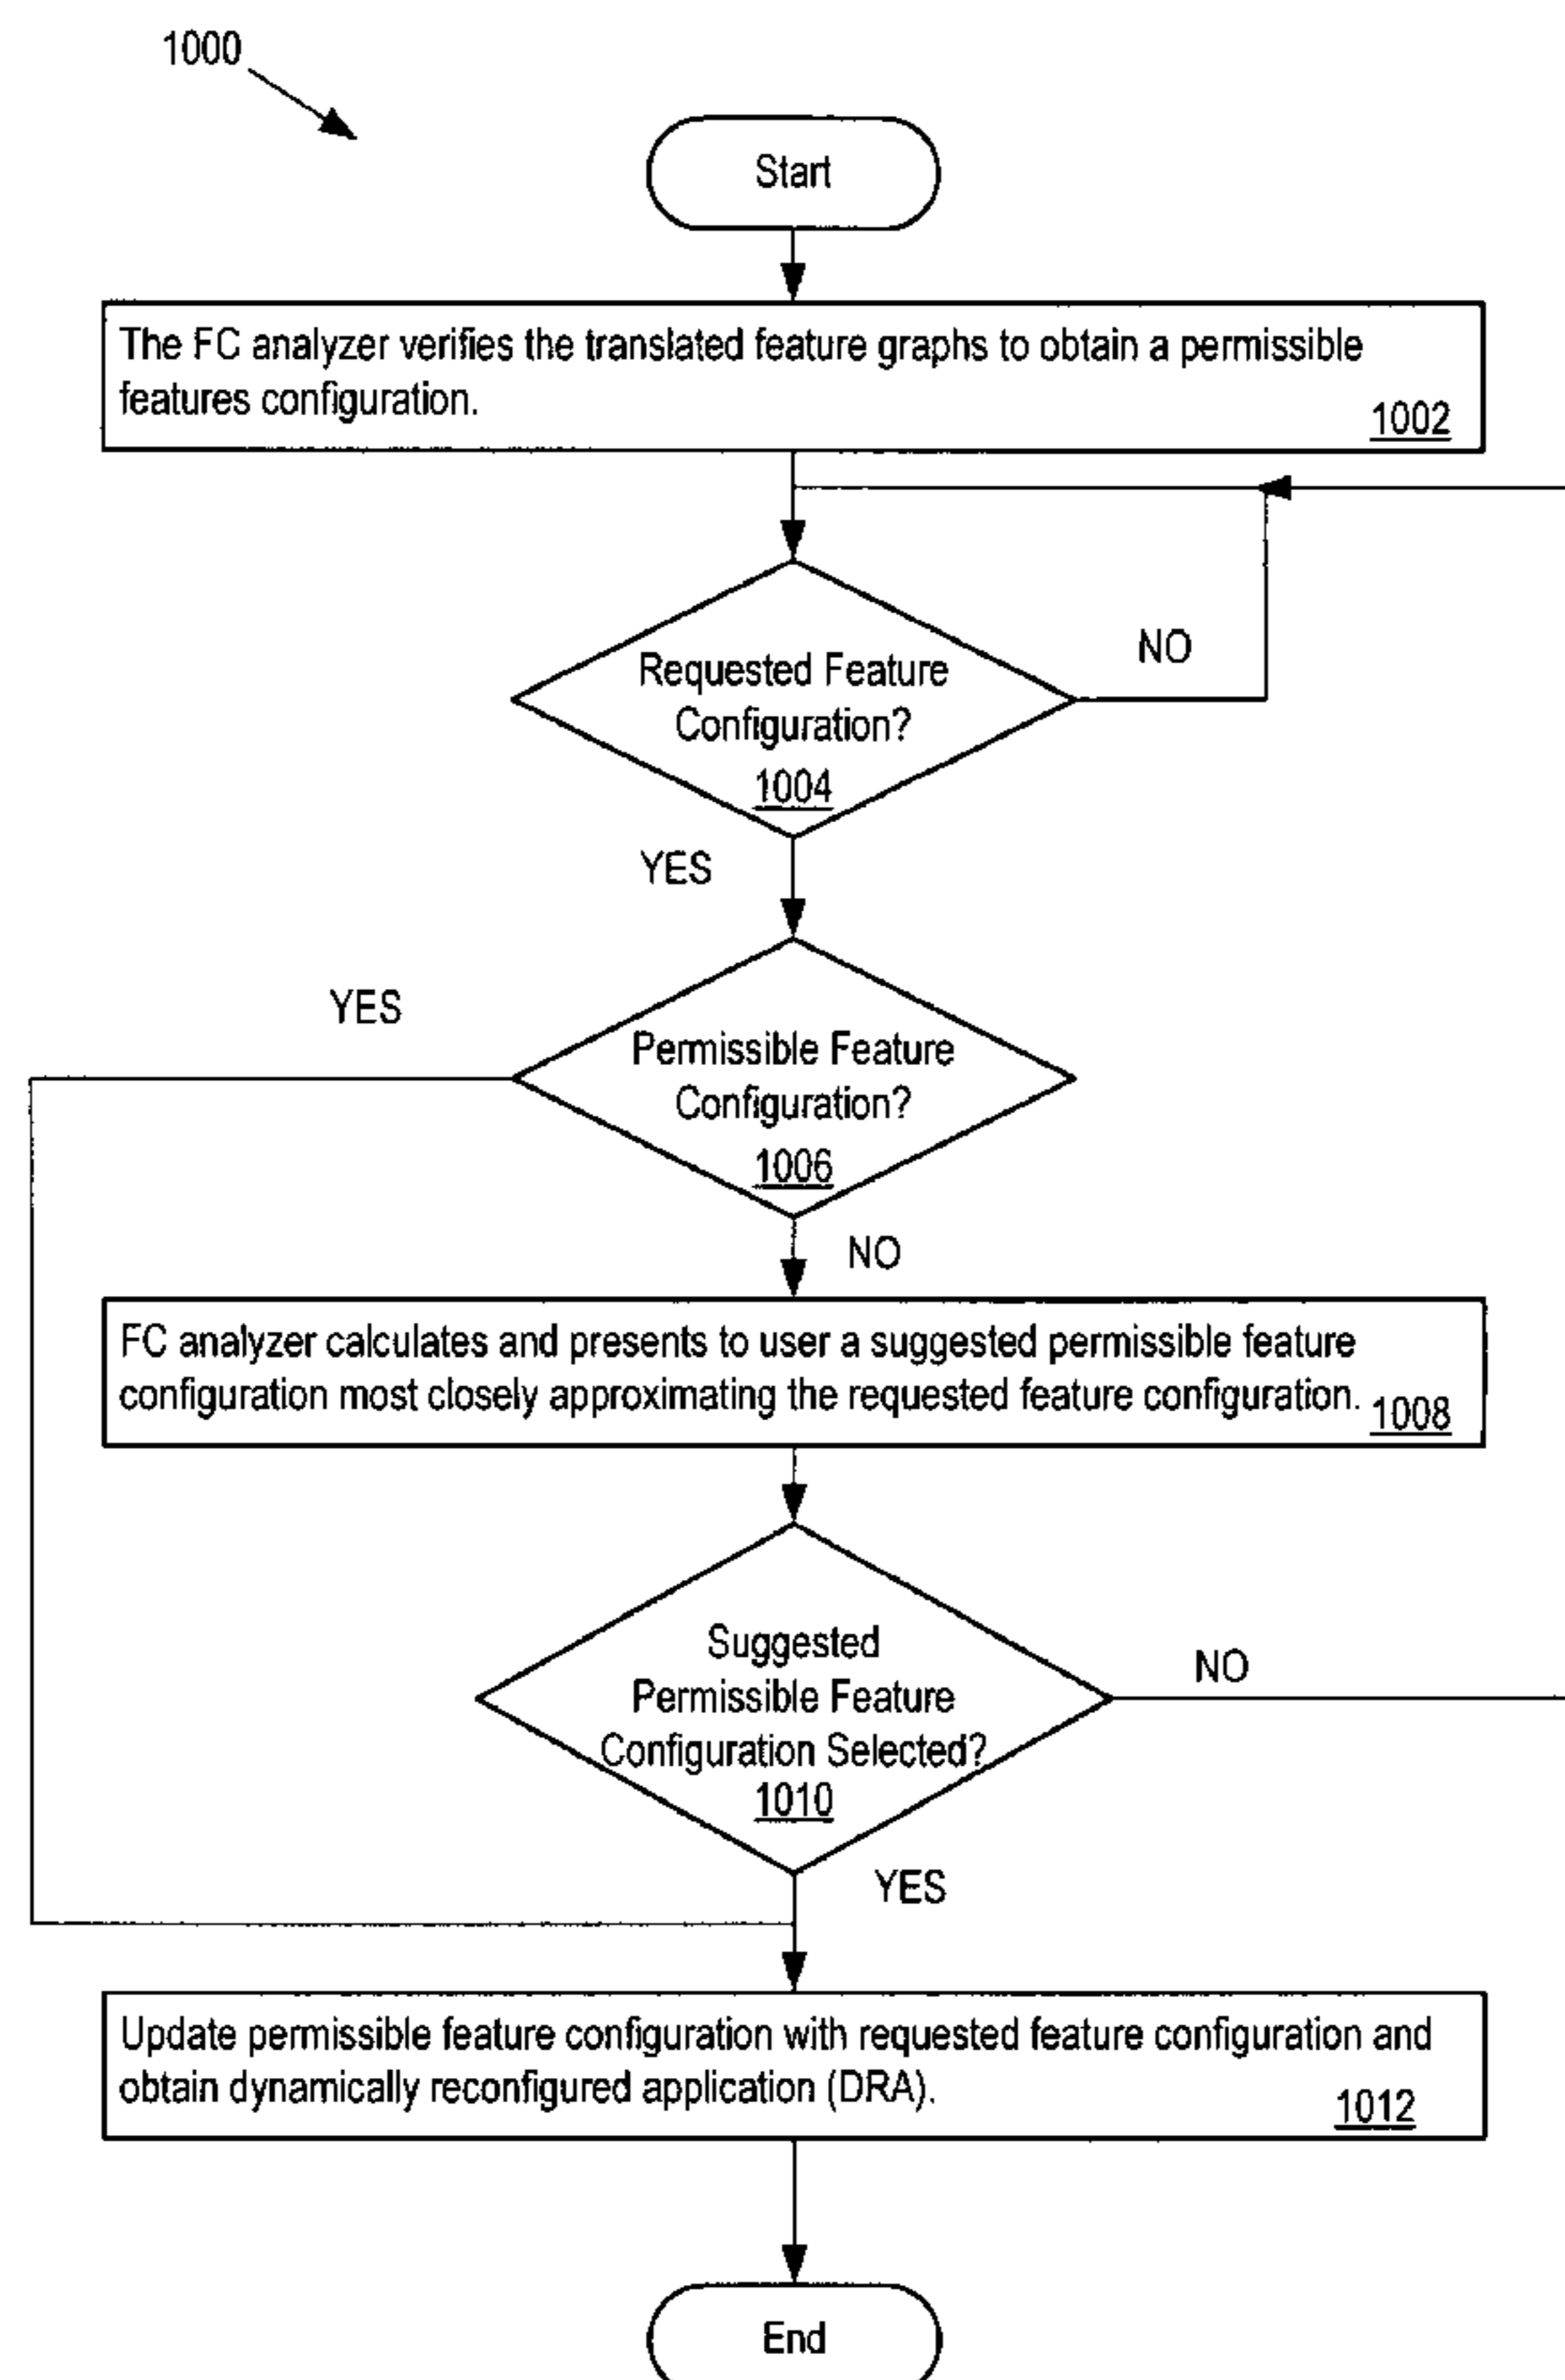 1000
Start
The FC analyzer verifies the translated feature graphs to obtain a permissible
features configuration.
1002
Requested Feature
Configuration?
1004
NO
YES
YES
Permissible Feature
Configuration?
1006
NO
FC analyzer calculates and presents to user a suggested permissible feature
configuration most closely approximating the requested feature configuration.
1008
Suggested
Permissible Feature
Configuration Selected?
1010
NO
YES
Update permissible feature configuration with requested feature configuration and
obtain dynamically reconfigured application (DRA).
1012
End